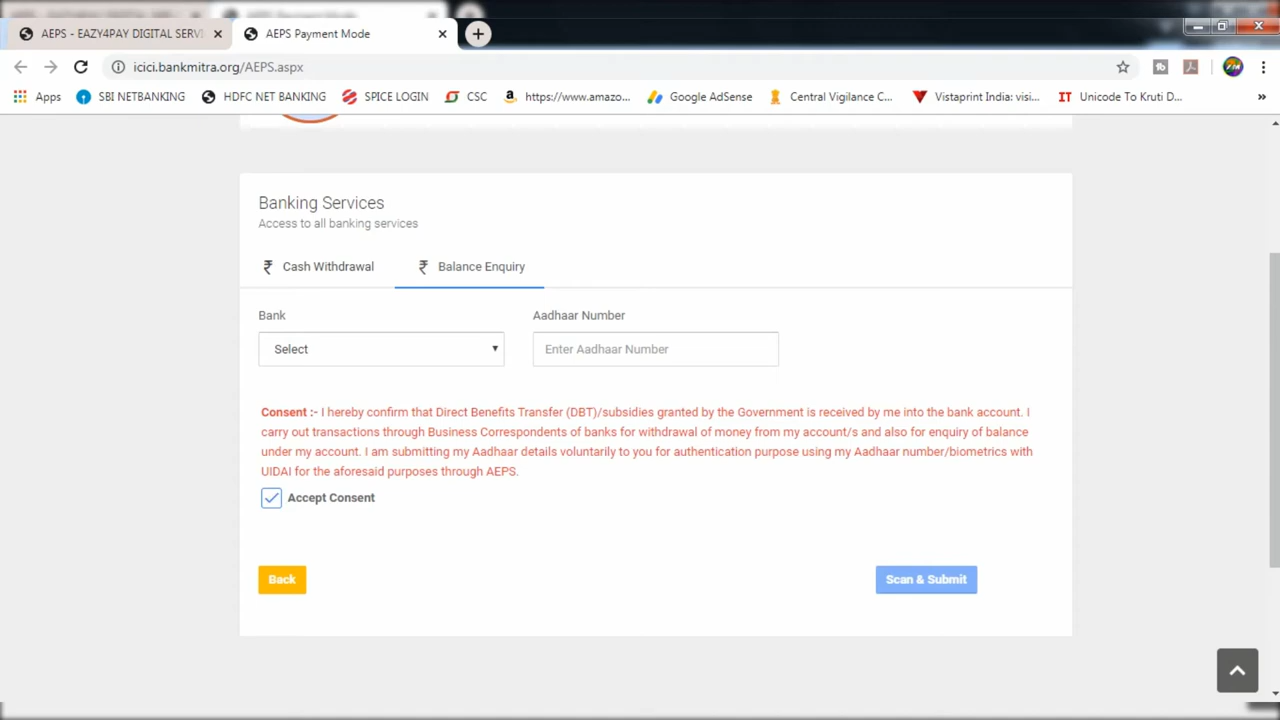 AEPS - EAZY4PAY DIGITAL SERVI
AEPS Payment Mode
icici.bankmitra.org/AEPS.aspx
Apps SBI NETBANKING HDFC NET BANKING SPICE LOGIN CSC https://www.amazo... Google AdSense Central Vigilance C... Vistaprint India: visi... IT Unicode To Kruti D... »
Banking Services
Access to all banking services
₹ Cash Withdrawal ₹ Balance Enquiry
Bank Aadhaar Number
Select Enter Aadhaar Number
Consent :- I hereby confirm that Direct Benefits Transfer (DBT)/subsidies granted by the Government is received by me into the bank account. I
carry out transactions through Business Correspondents of banks for withdrawal of money from my account/s and also for enquiry of balance
under my account. I am submitting my Aadhaar details voluntarily to you for authentication purpose using my Aadhaar number/biometrics with
UIDAI for the aforesaid purposes through AEPS.
Accept Consent
Back Scan & Submit